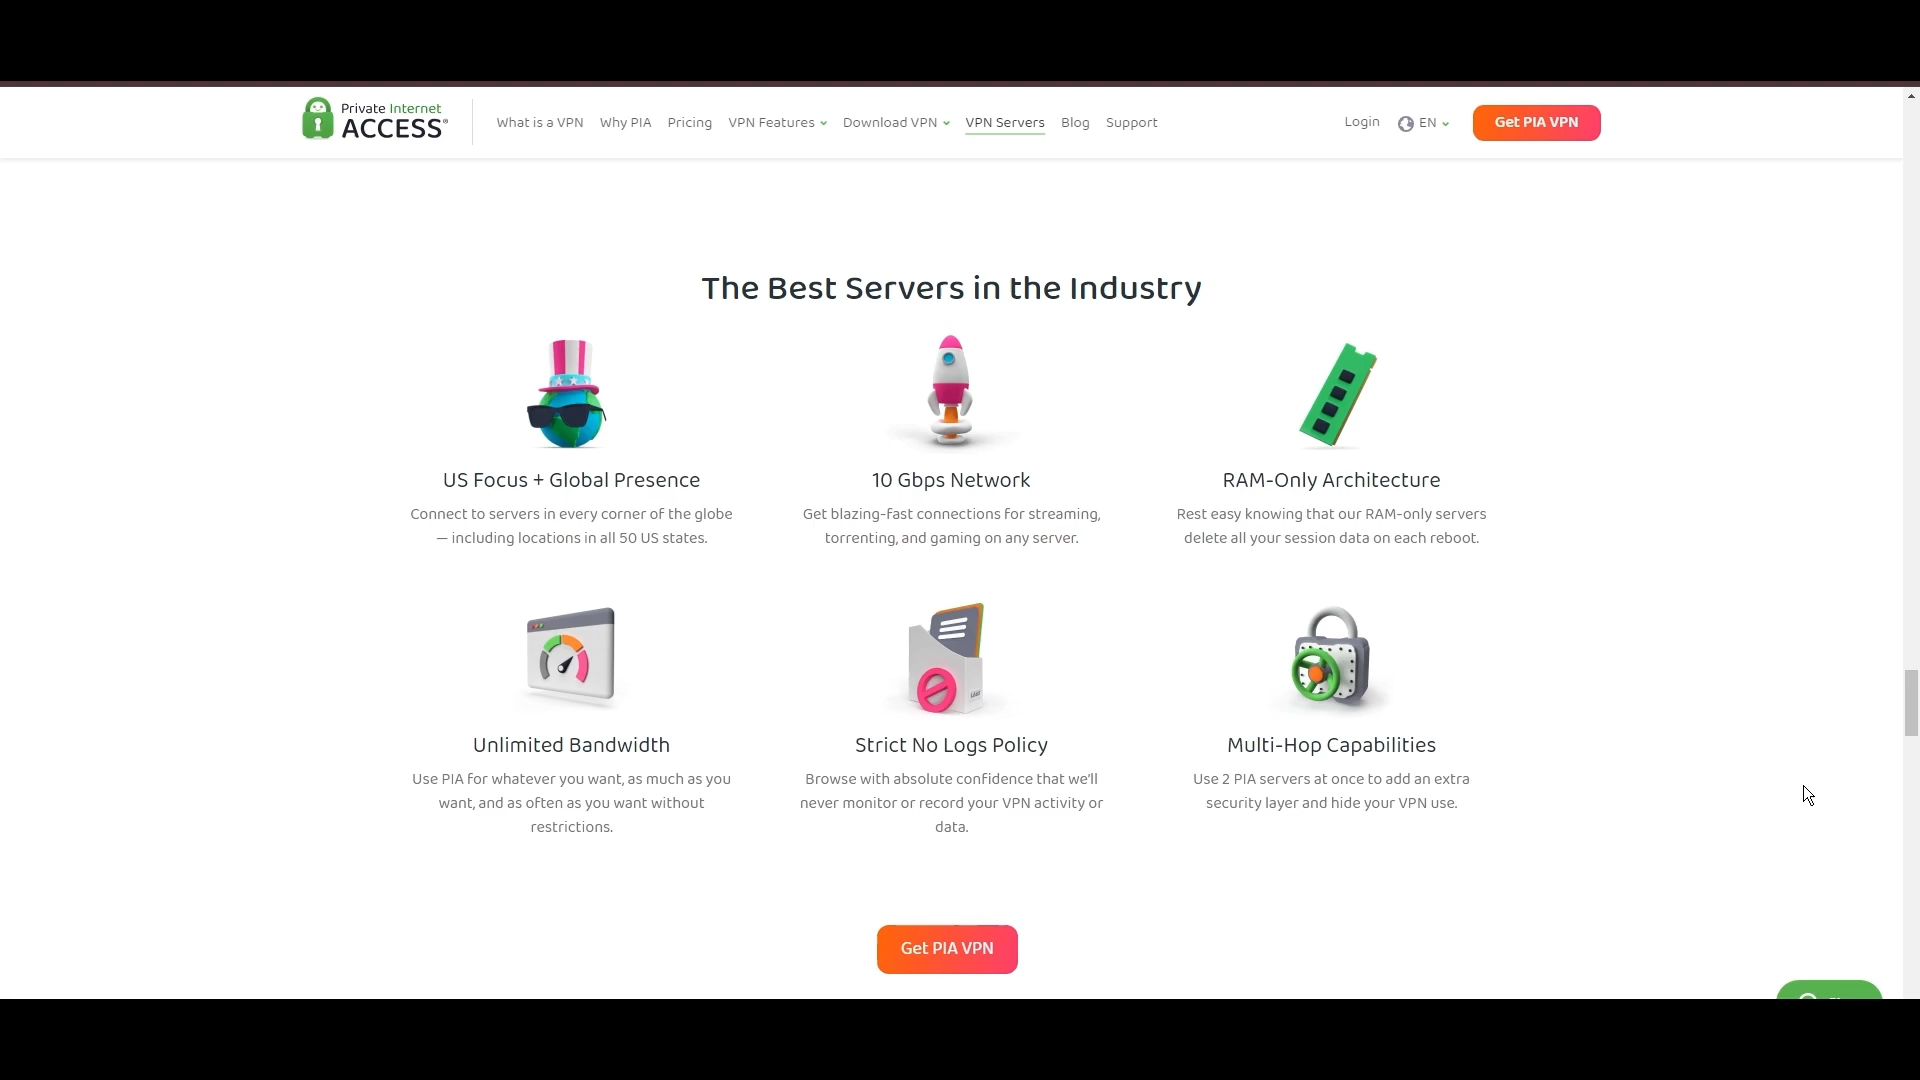 Private Internet
ACCESS®
What is a VPN Why PIA Pricing VPN Features Download VPN VPN Servers Blog Support Login EN Get PIA VPN
The Best Servers in the Industry
US Focus + Global Presence
Connect to servers in every corner of the globe
— including locations in all 50 US states.
10 Gbps Network
Get blazing-fast connections for streaming,
torrenting, and gaming on any server.
RAM-Only Architecture
Rest easy knowing that our RAM-only servers
delete all your session data on each reboot.
Unlimited Bandwidth
Use PIA for whatever you want, as much as you
want, and as often as you want without
restrictions.
Strict No Logs Policy
Browse with absolute confidence that we'll
never monitor or record your VPN activity or
data.
Multi-Hop Capabilities
Use 2 PIA servers at once to add an extra
security layer and hide your VPN use.
Get PIA VPN